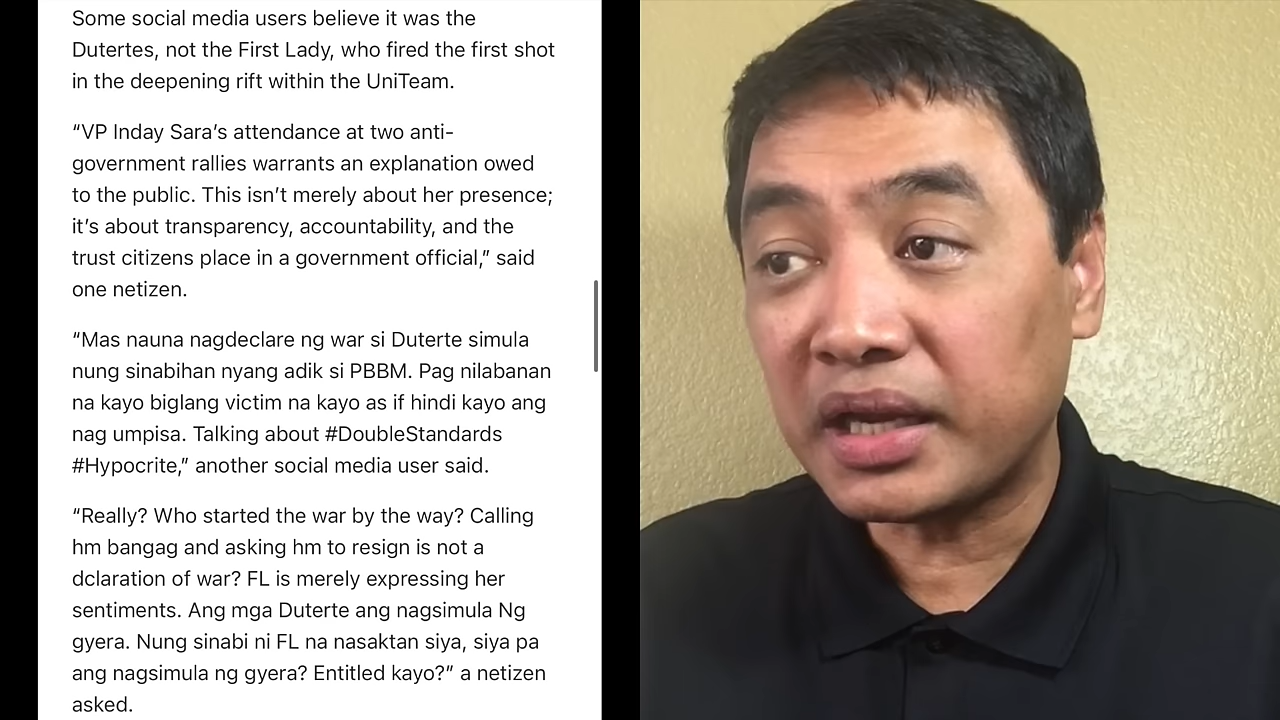 Some social media users believe it was the
Dutertes, not the First Lady, who fired the first shot
in the deepening rift within the UniTeam.
“VP Inday Sara’s attendance at two anti-
government rallies warrants an explanation owed
to the public. This isn’t merely about her presence;
it’s about transparency, accountability, and the
trust citizens place in a government official,” said
one netizen.
“Mas nauna nagdeclare ng war si Duterte simula
nung sinabihan nyang adik si PBBM. Pag nilabanan
na kayo biglang victim na kayo as if hindi kayo ang
nag umpisa. Talking about #DoubleStandards
#Hypocrite,” another social media user said.
“Really? Who started the war by the way? Calling
hm bangag and asking hm to resign is not a
dclaration of war? FL is merely expressing her
sentiments. Ang mga Duterte ang nagsimula Ng
gyera. Nung sinabi ni FL na nasaktan siya, siya pa
ang nagsimula ng gyera? Entitled kayo?” a netizen
asked.